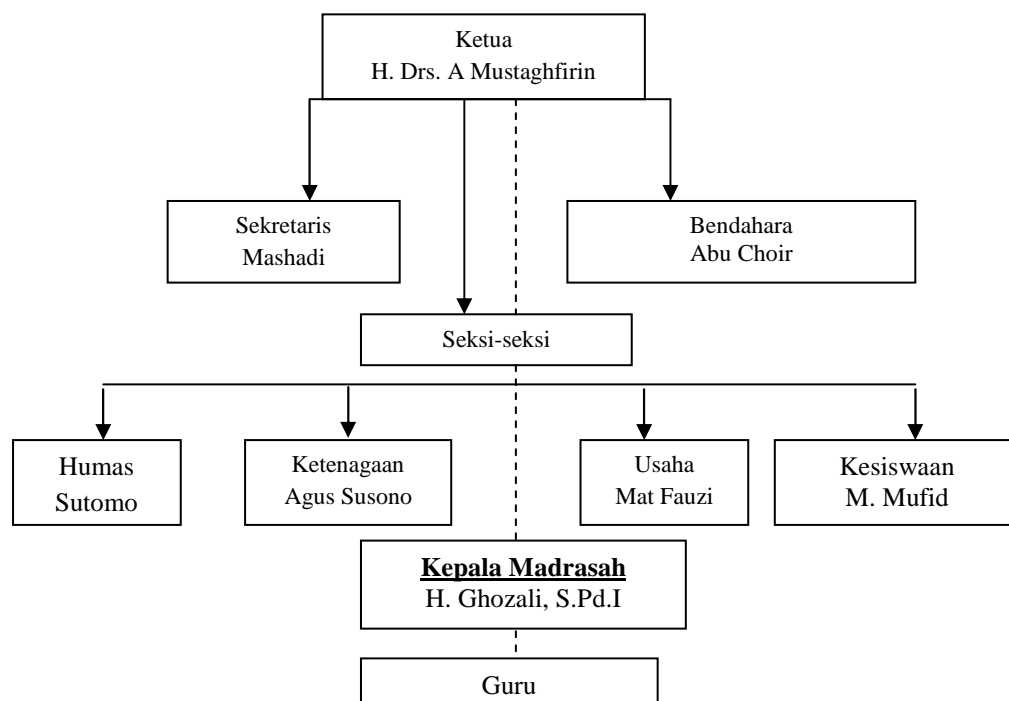 Ketua
H. Drs. A Mustaghfirin
Sekretaris
Mashadi
Bendahara
Abu Choir
Seksi-seksi
Humas
Sutomo
Ketenagaan
Agus Susono
Usaha
Mat Fauzi
Kesiswaan
M. Mufid
Kepala Madrasah
H. Ghozali, S.Pd.I
Guru